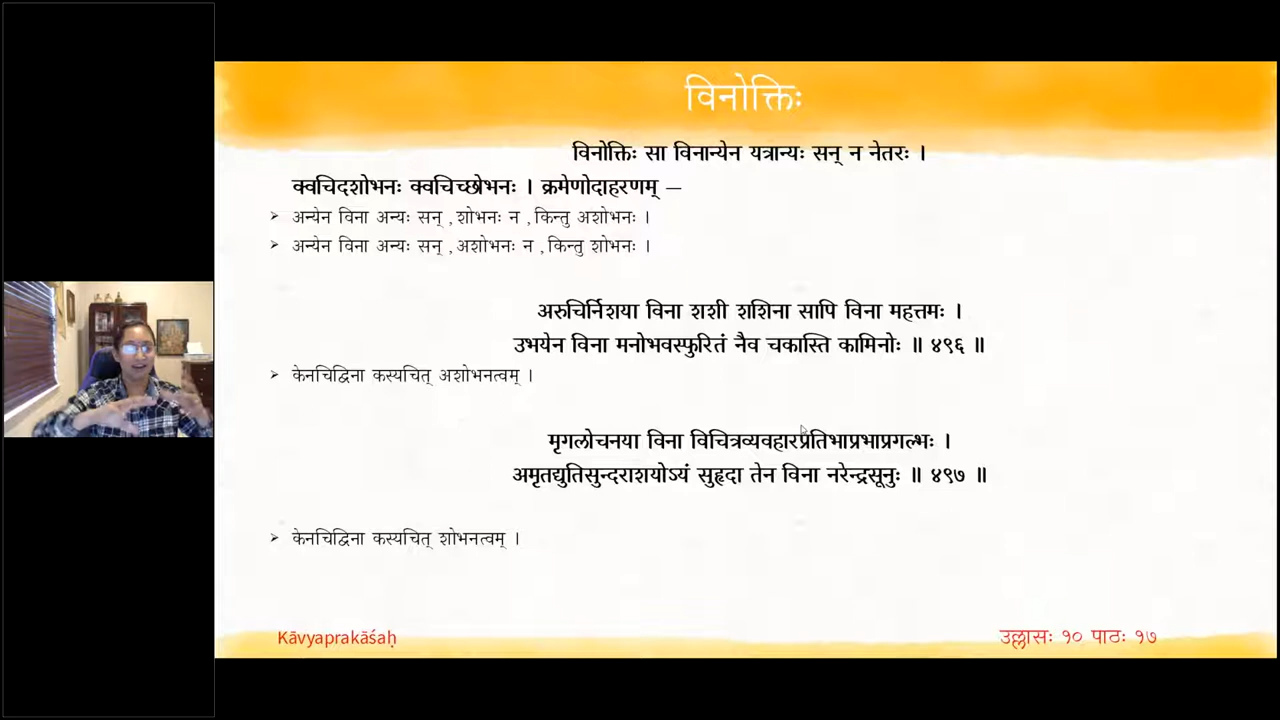 विनोक्तिः
विनोक्तिः सा विनान्येन यत्रान्यः सन् न नेतरः ।
क्वचिदशोभनः क्वचिच्छोभनः । क्रमेणोदाहरणम् —
➢ अन्येन विना अन्यः सन् , शोभनः न , किन्तु अशोभनः ।
➢ अन्येन विना अन्यः सन् , अशोभनः न , किन्तु शोभनः ।
अरुचिर्निशया विना शशी शशिना सापि विना महत्तमः ।
उभयेन विना मनोभवस्फुरितं नैव चकास्ति कामिनोः ॥ ४९६ ॥
➢ केनचिद्विना कस्यचित् अशोभनत्वम् ।
मृगलोचनया विना विचित्रव्यवहारप्रतिभाप्रभाप्रगल्भः ।
अमृतद्युतिसुन्दराशयोऽयं सुहृदा तेन विना नरेन्द्रसूनुः ॥ ४९७ ॥
➢ केनचिद्विना कस्यचित् शोभनत्वम् ।
Kāvyaprakāśaḥ
उल्लासः १० पाठः १७